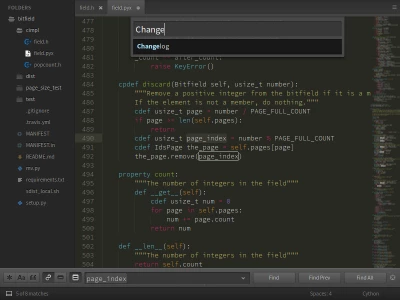 FOLDERS
bitfield
cimpl
field.h
field.pyx
popcount.h
dist
page_size_test
test
.gitignore
.travis.yml
MANIFEST
MANIFEST.in
README.md
mv.py
requirements.txt
setup.py
field.h
field.pyx
Change
Changelog
477
478
480
481
482
483
484
485
486
487
488
489
490
491
492
493
494
495
496
497
498
499
500
501
502
503
_count = after_count
raise KeyError()
cpdef discard(Bitfield self, usize_t number):
"""Remove a positive integer from the bitfield if it is a m
If the element is not a member, do nothing."""
cdef usize_t page = number / PAGE_FULL_COUNT
if page >= len(self.pages):
return
cdef usize_t page_index = number % PAGE_FULL_COUNT
cdef IdsPage the_page = self.pages[page]
the_page.remove(page_index)
property count:
"""The number of integers in the field"""
def __get__(self):
cdef usize_t num = 0
for page in self.pages:
num += page.count
return num
def __len__(self):
"""The number of integers in the field"""
return self.count
Aa
page_index
Find
Find Prev
Find All
5 of 6 matches
Spaces: 4
Cython